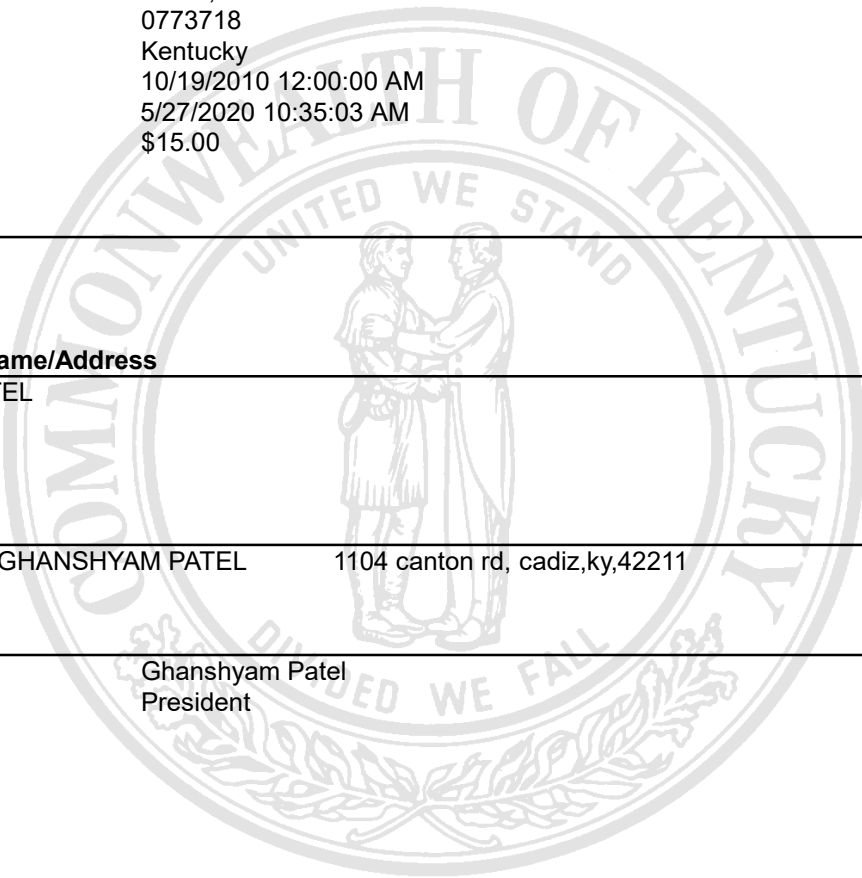 0773718
Kentucky
10/19/2010 12:00:00 AM
5/27/2020 10:35:03 AM
$15.00
COMMONWEALTH OF KENTUCKY
UNITED WE STAND
ame/Address
EL
GHANSHYAM PATEL 1104 canton rd, cadiz,ky,42211
DIVIDED WE FALL
Ghanshyam Patel
President